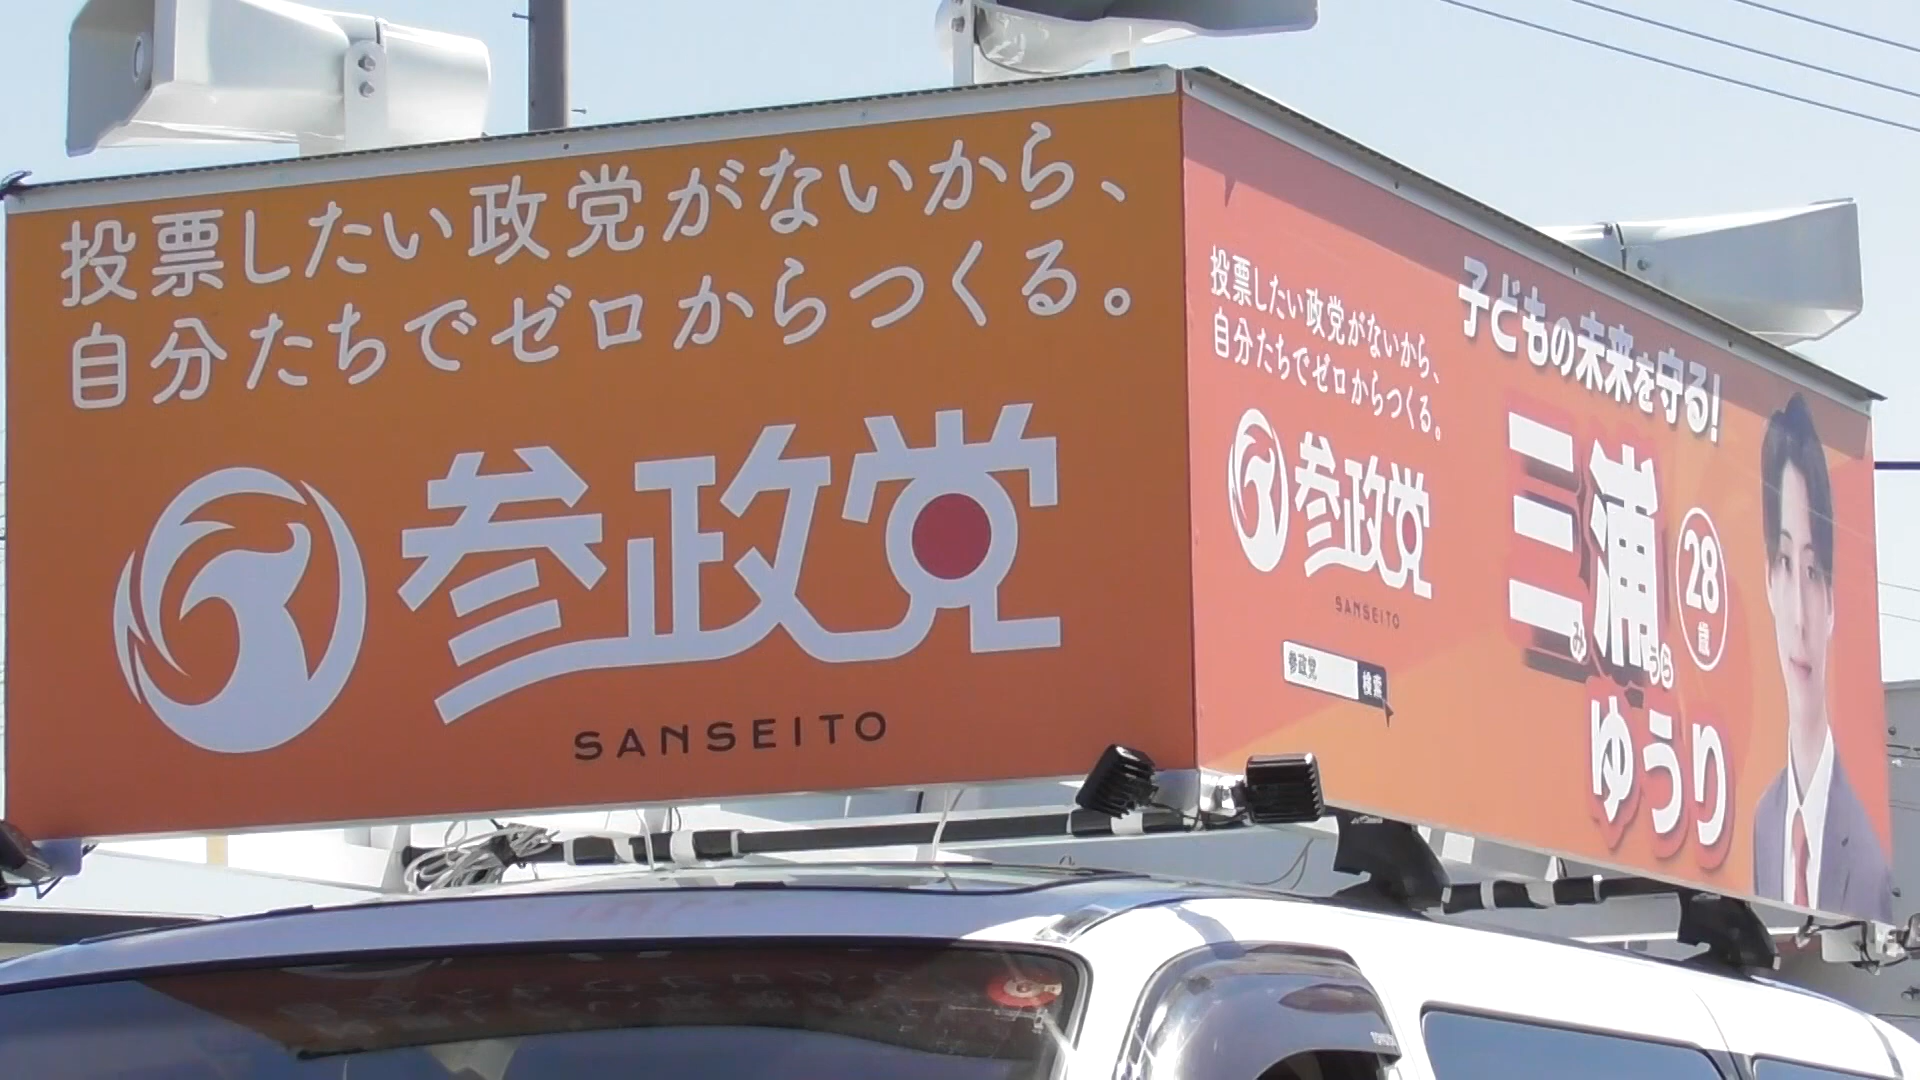 投票したい政党がないから、
自分たちでゼロからつくる。
参政党
SANSEITO
投票したい政党がないから、
自分たちでゼロからつくる。
参政党
SANSEITO
参政党 検索
子どもの未来を守る!
三浦
みうら
ゆうり
28歳